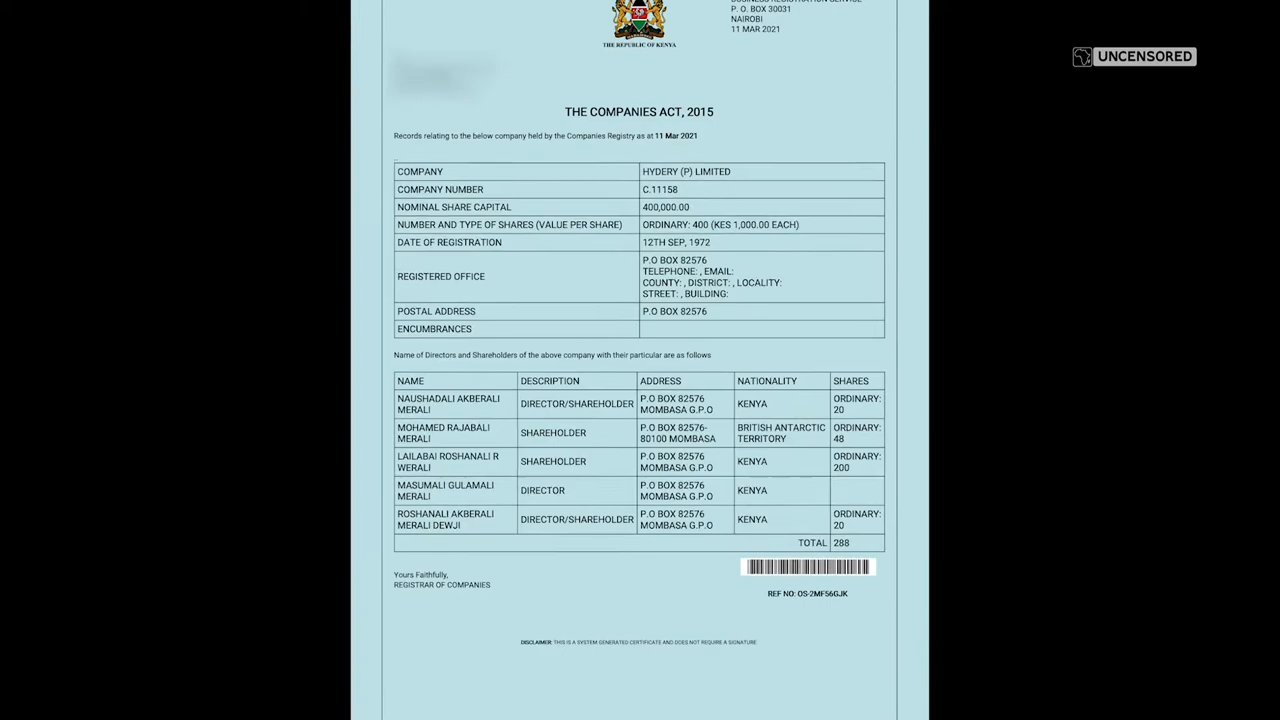 BUSINESS REGISTRATION SERVICE
P. O. BOX 30031
NAIROBI
11 MAR 2021
THE REPUBLIC OF KENYA
UNCENSORED
THE COMPANIES ACT, 2015
Records relating to the below company held by the Companies Registry as at 11 Mar 2021
COMPANY HYDERY (P) LIMITED
COMPANY NUMBER C.11158
NOMINAL SHARE CAPITAL 400,000.00
NUMBER AND TYPE OF SHARES (VALUE PER SHARE) ORDINARY: 400 (KES 1,000.00 EACH)
DATE OF REGISTRATION 12TH SEP, 1972
REGISTERED OFFICE
P.O BOX 82576
TELEPHONE: , EMAIL:
COUNTY: , DISTRICT: , LOCALITY:
STREET: , BUILDING:
POSTAL ADDRESS P.O BOX 82576
ENCUMBRANCES
Name of Directors and Shareholders of the above company with their particular are as follows
NAME DESCRIPTION ADDRESS NATIONALITY SHARES
NAUSHADALI AKBERALI
MERALI
DIRECTOR/SHAREHOLDER
P.O BOX 82576
MOMBASA G.P.O
KENYA
ORDINARY:
20
MOHAMED RAJABALI
MERALI
SHAREHOLDER
P.O BOX 82576-
80100 MOMBASA
BRITISH ANTARCTIC
TERRITORY
ORDINARY:
48
LAILABAI ROSHANALI R
WERALI
SHAREHOLDER
P.O BOX 82576
MOMBASA G.P.O
KENYA
ORDINARY:
200
MASUMALI GULAMALI
MERALI
DIRECTOR
P.O BOX 82576
MOMBASA G.P.O
KENYA
ROSHANALI AKBERALI
MERALI DEWJI
DIRECTOR/SHAREHOLDER
P.O BOX 82576
MOMBASA G.P.O
KENYA
ORDINARY:
20
TOTAL 288
Yours Faithfully,
REGISTRAR OF COMPANIES
REF NO: OS-2MF56GJK
DISCLAIMER: THIS IS A SYSTEM GENERATED CERTIFICATE AND DOES NOT REQUIRE A SIGNATURE